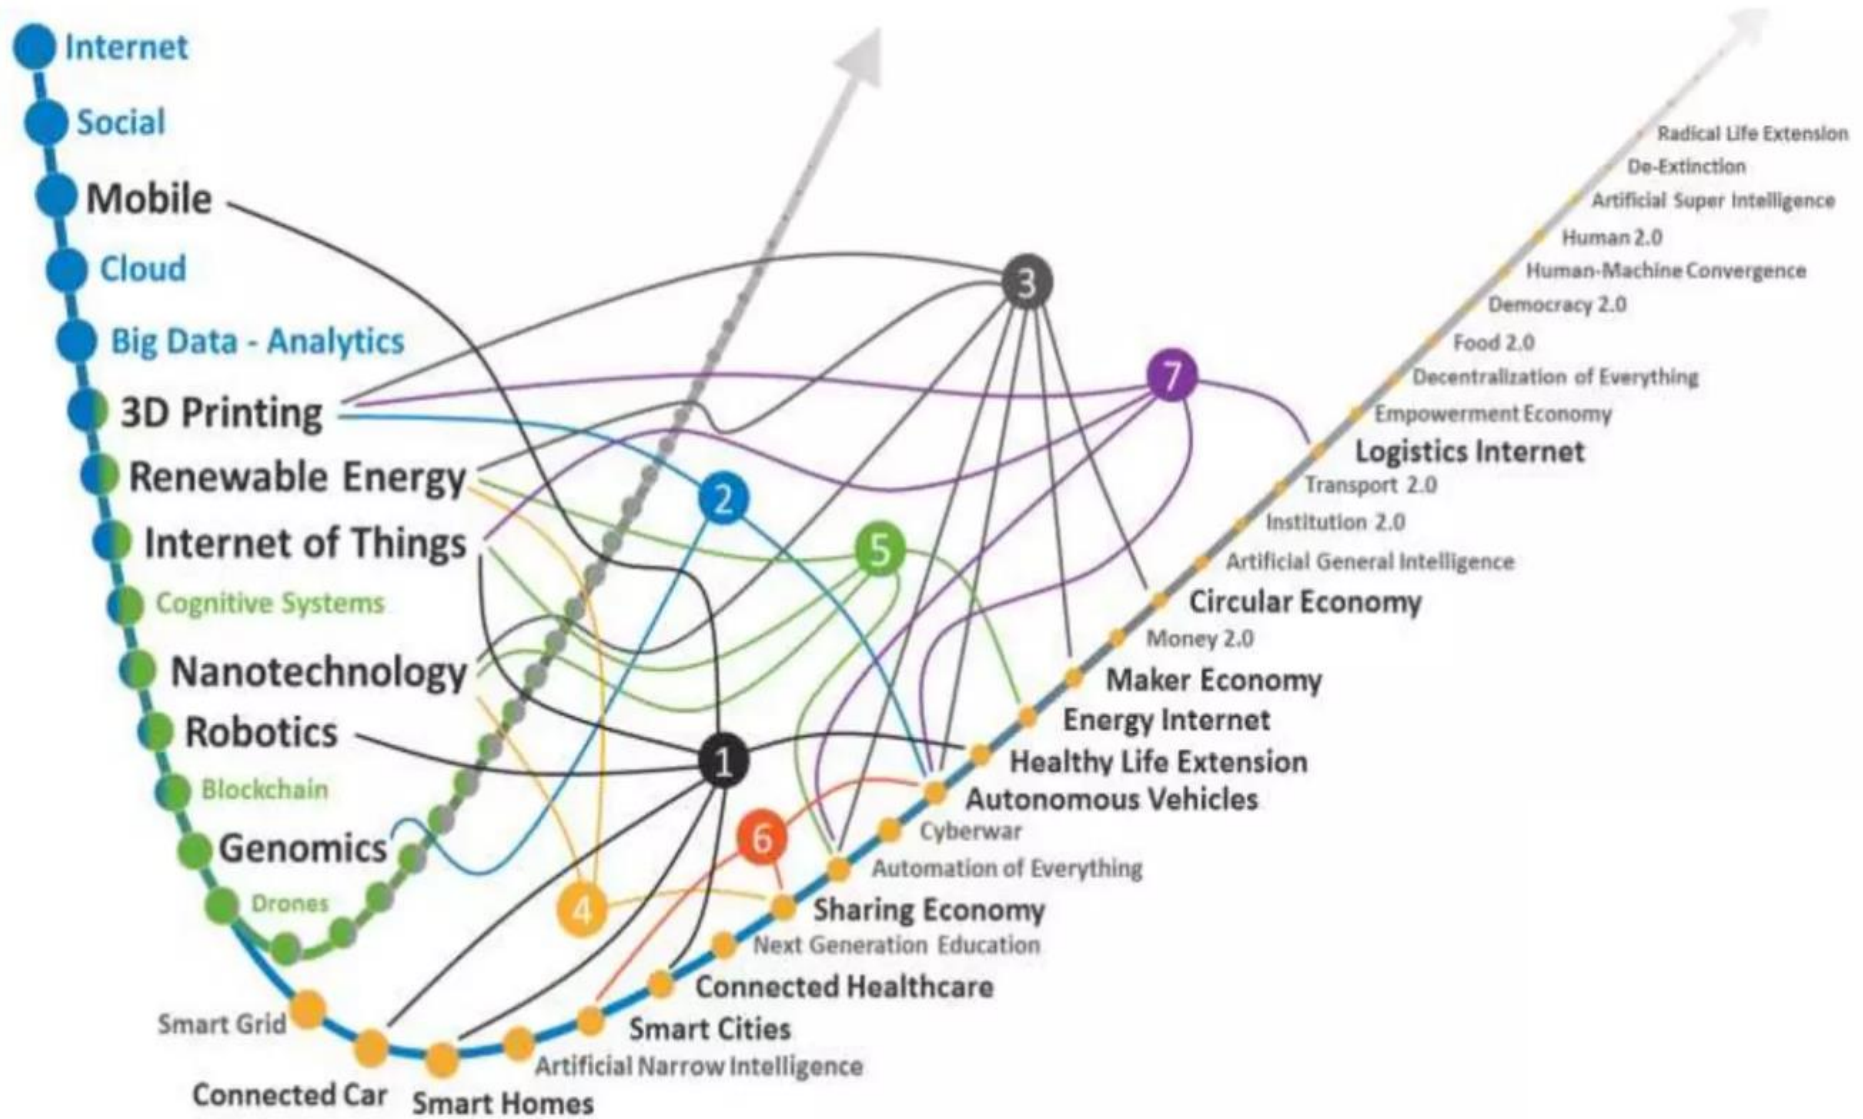 Internet
Social
Mobile
Cloud
Big Data - Analytics
3D Printing
Renewable Energy
Internet of Things
Cognitive Systems
Nanotechnology
Robotics
Blockchain
Genomics
Drones
Smart Grid
Connected Car
Smart Homes
Artificial Narrow Intelligence
Smart Cities
Connected Healthcare
Next Generation Education
Sharing Economy
Automation of Everything
Cyberwar
Autonomous Vehicles
Healthy Life Extension
Energy Internet
Maker Economy
Money 2.0
Circular Economy
Artificial General Intelligence
Institution 2.0
Transport 2.0
Logistics Internet
Empowerment Economy
Decentralization of Everything
Food 2.0
Democracy 2.0
Human-Machine Convergence
Human 2.0
Artificial Super Intelligence
De-Extinction
Radical Life Extension
3
7
2
5
1
6
4